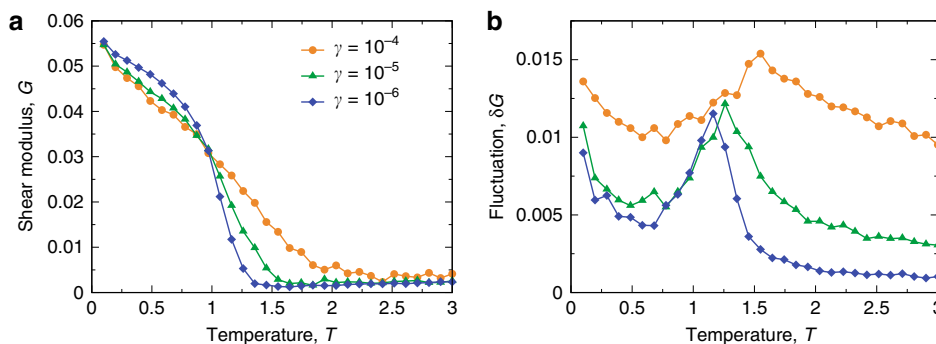 a
Shear modulus, G
0.06
0.05
0.04
0.03
0.02
0.01
0
γ = 10⁻⁴
γ = 10⁻⁵
γ = 10⁻⁶
0 0.5 1 1.5 2 2.5 3
Temperature, T
b
Fluctuation, δG
0.015
0.010
0.005
0
0 0.5 1 1.5 2 2.5 3
Temperature, T